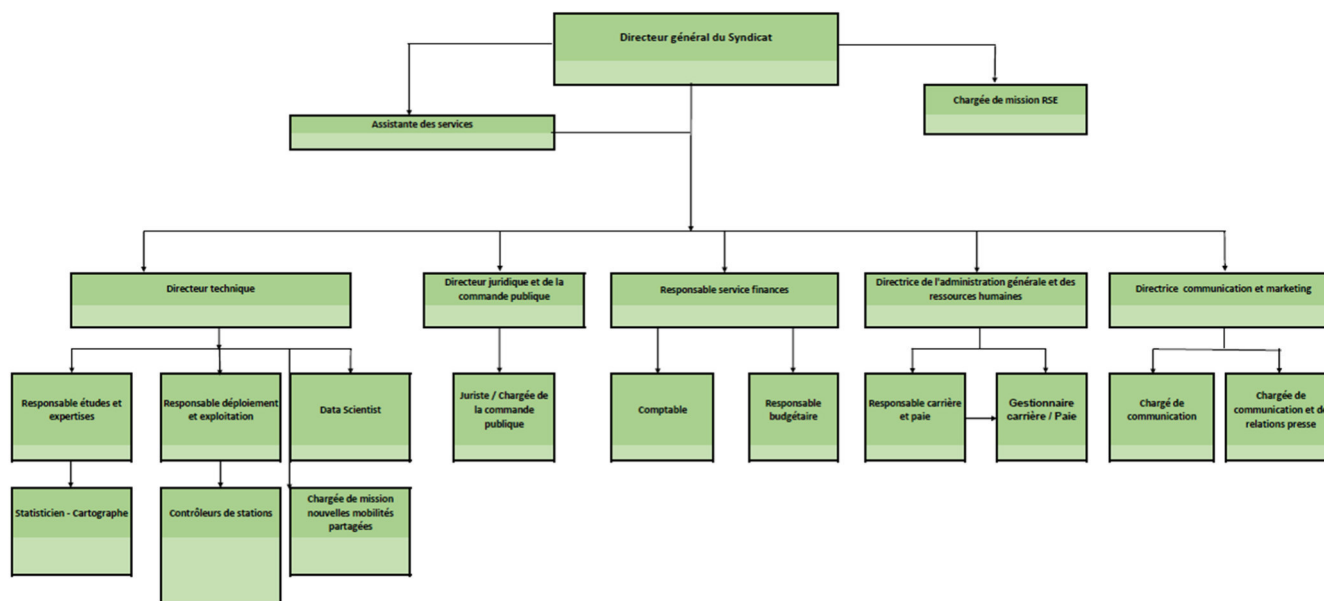 Directeur général du Syndicat
Chargée de mission RSE
Assistante des services
Directeur technique
Directeur juridique et de la
commande publique
Responsable service finances
Directrice de l'administration générale et des
ressources humaines
Directrice communication et marketing
Responsable études et
expertises
Responsable déploiement
et exploitation
Data Scientist
Juriste / Chargée de
la commande
publique
Comptable
Responsable
budgétaire
Responsable carrière
et paie
Gestionnaire
carrière / Paie
Chargé de
communication
Chargée de
communication et de
relations presse
Statisticien - Cartographe
Contrôleurs de stations
Chargée de mission
nouvelles mobilités
partagées